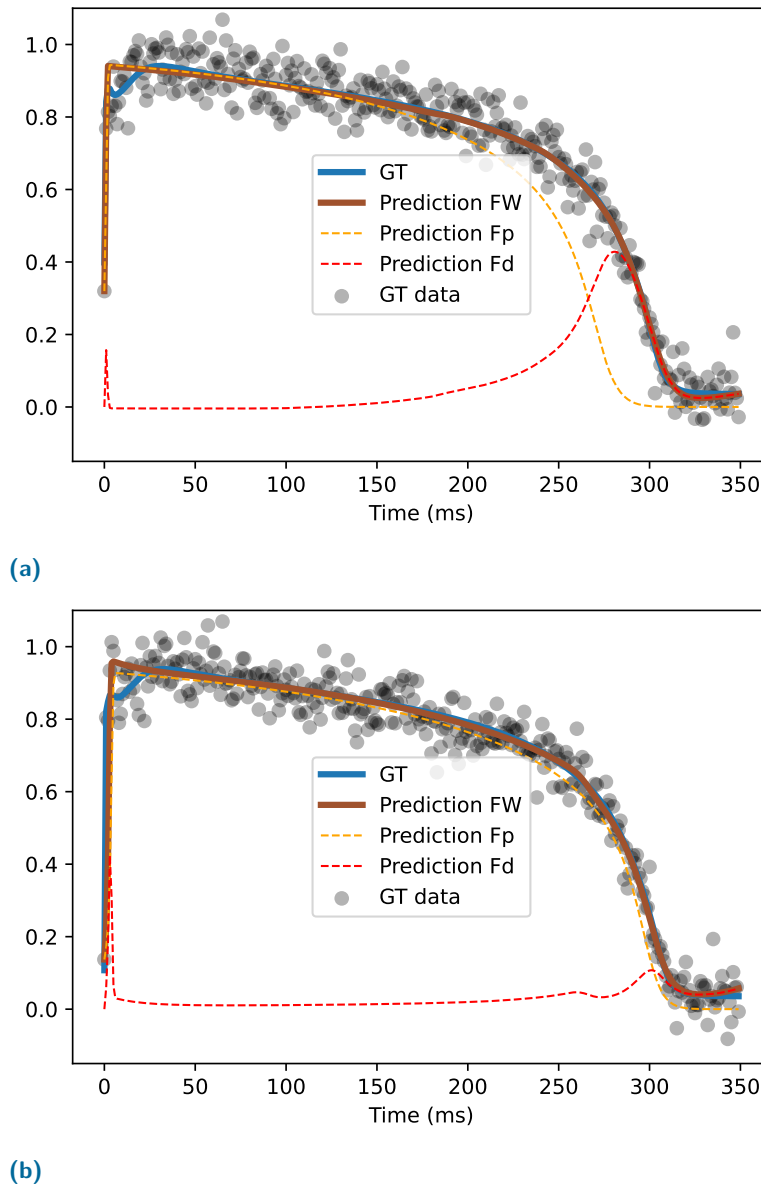 1.0
0.8
0.6
0.4
0.2
0.0
GT
Prediction FW
Prediction Fp
Prediction Fd
GT data
0 50 100 150 200 250 300 350
Time (ms)
(a)
1.0
0.8
0.6
0.4
0.2
0.0
GT
Prediction FW
Prediction Fp
Prediction Fd
GT data
0 50 100 150 200 250 300 350
Time (ms)
(b)